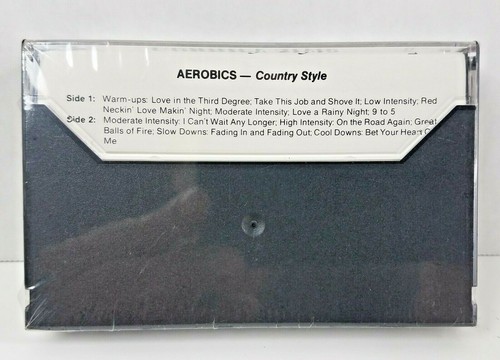 AEROBICS — Country Style
Side 1: Warm-ups: Love in the Third Degree; Take This Job and Shove It; Low Intensity: Red
Neckin' Love Makin' Night; Moderate Intensity; Love a Rainy Night; 9 to 5
Side 2: Moderate Intensity: I Can't Wait Any Longer; High Intensity: On the Road Again; Great
Balls of Fire; Slow Downs: Fading In and Fading Out; Cool Downs: Bet Your Heart
Me